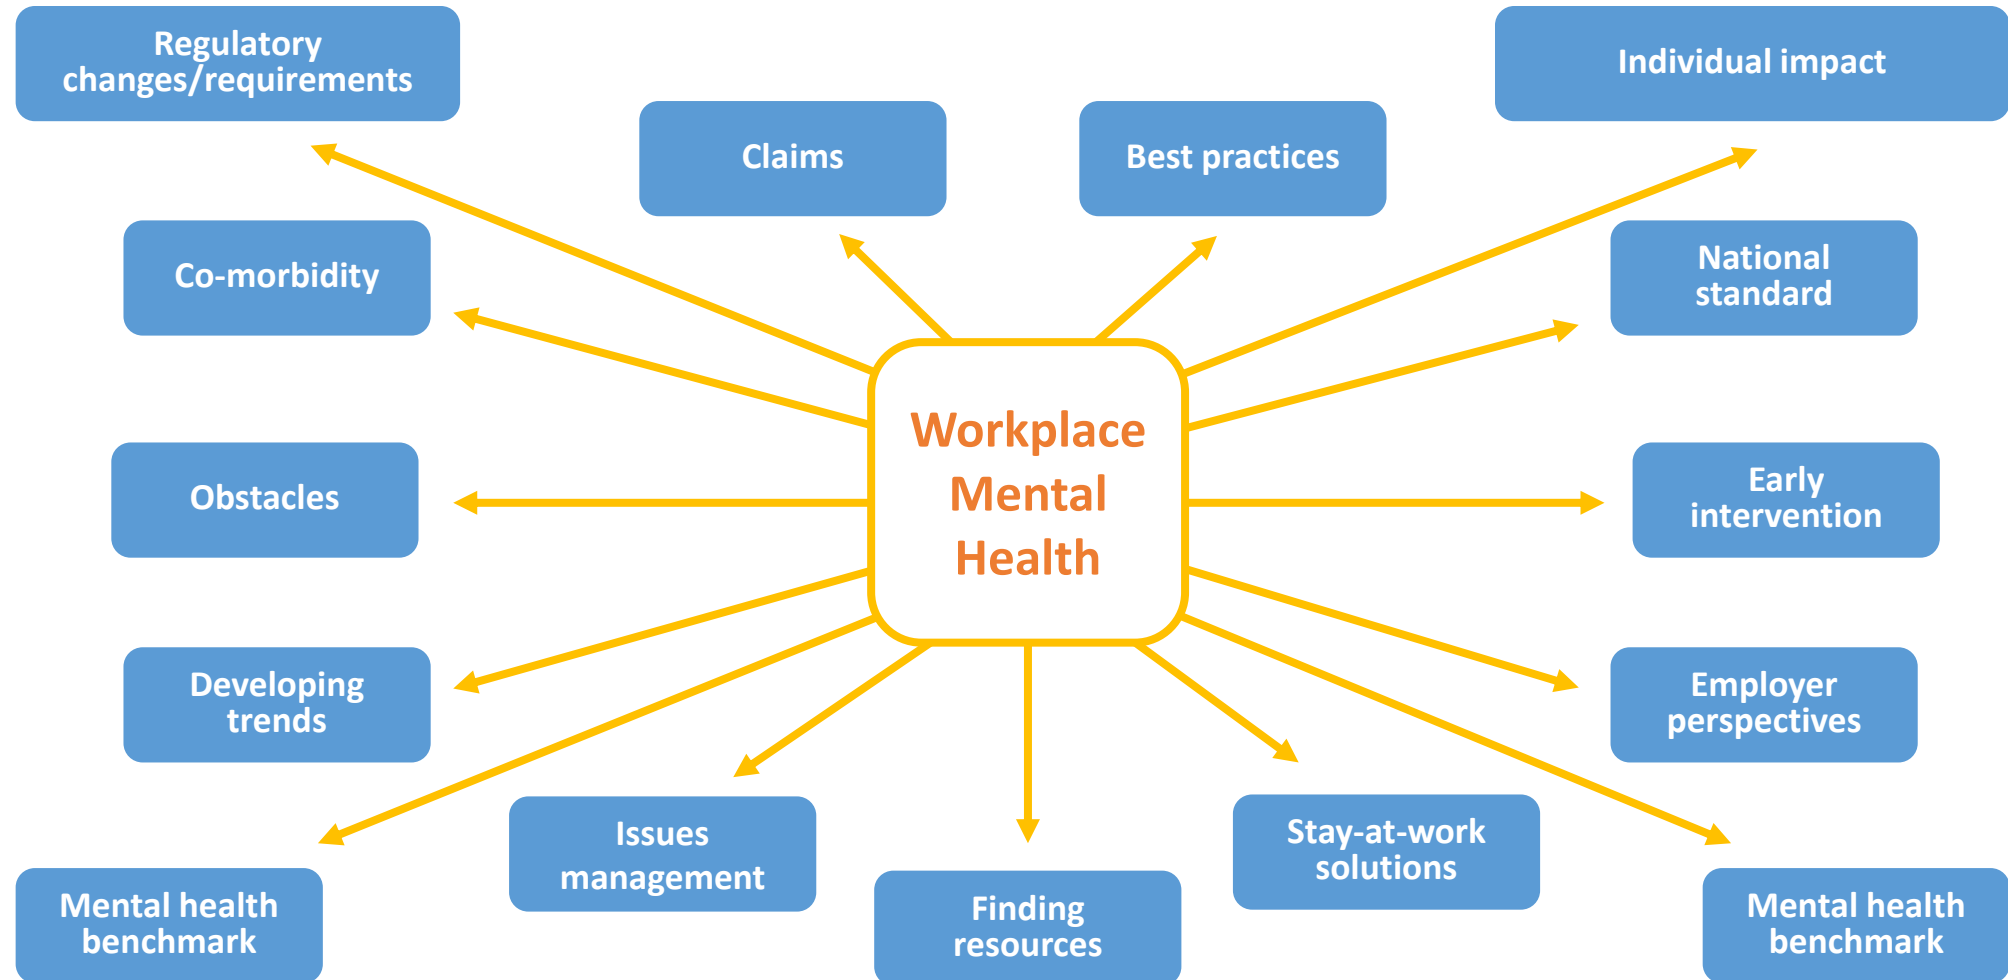 Regulatory
changes/requirements
Individual impact
Claims
Best practices
Co-morbidity
National
standard
Workplace
Mental
Health
Obstacles
Early
intervention
Developing
trends
Employer
perspectives
Issues
management
Stay-at-work
solutions
Mental health
benchmark
Finding
resources
Mental health
benchmark